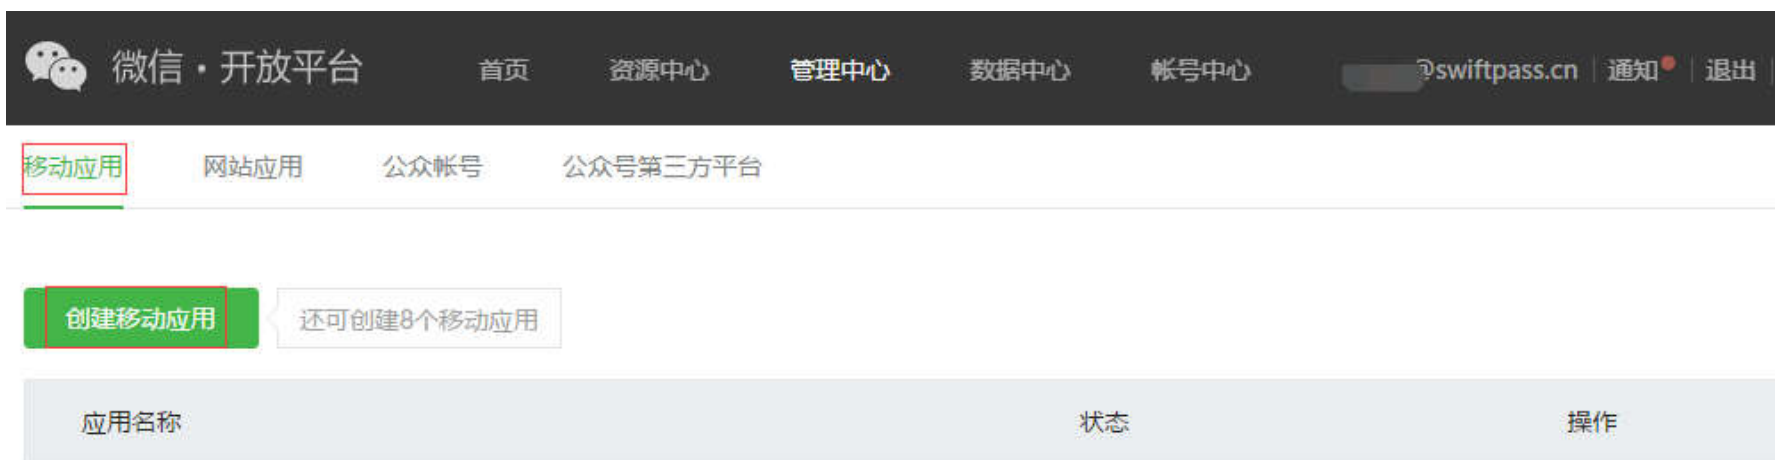 微信·开放平台 首页 资源中心 管理中心 数据中心 帐号中心 @swiftpass.cn 通知 退出
移动应用 网站应用 公众帐号 公众号第三方平台
创建移动应用 还可创建8个移动应用
应用名称 状态 操作